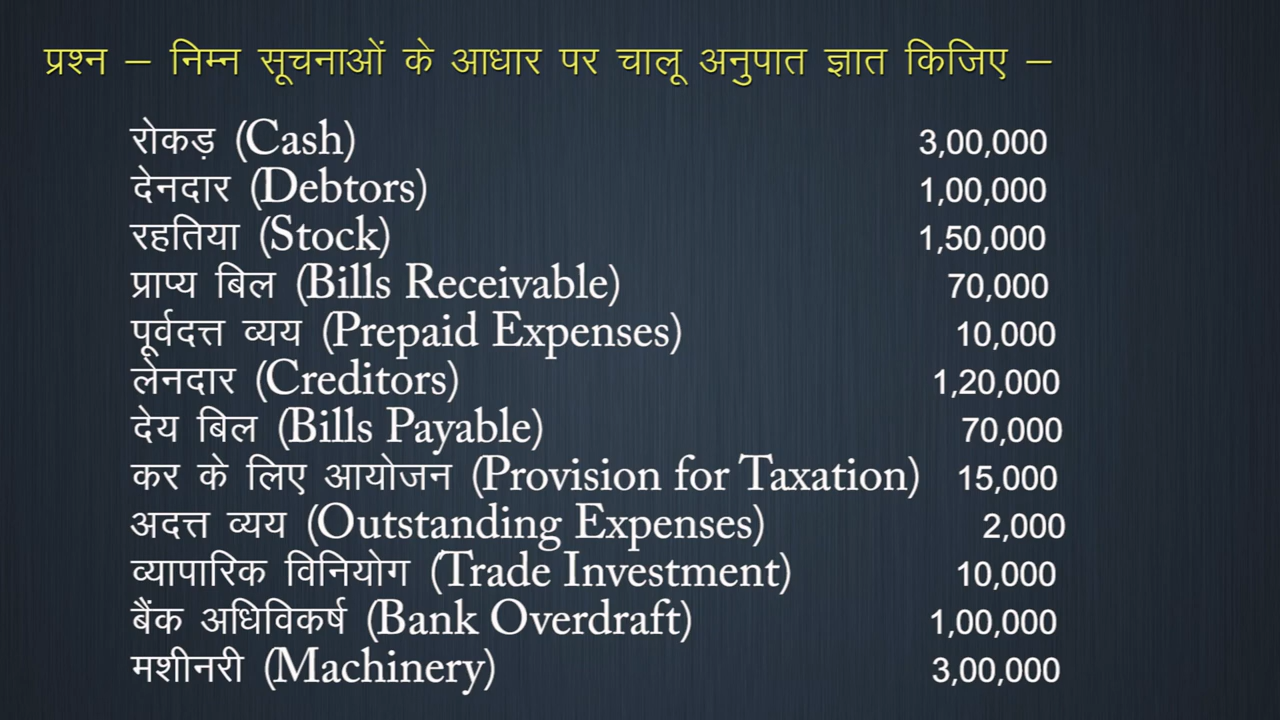 प्रश्न – निम्न सूचनाओं के आधार पर चालू अनुपात ज्ञात किजिए –
रोकड़ (Cash) 3,00,000
देनदार (Debtors) 1,00,000
रहतिया (Stock) 1,50,000
प्राप्य बिल (Bills Receivable) 70,000
पूर्वदत्त व्यय (Prepaid Expenses) 10,000
लेनदार (Creditors) 1,20,000
देय बिल (Bills Payable) 70,000
कर के लिए आयोजन (Provision for Taxation) 15,000
अदत्त व्यय (Outstanding Expenses) 2,000
व्यापारिक विनियोग (Trade Investment) 10,000
बैंक अधिविकर्ष (Bank Overdraft) 1,00,000
मशीनरी (Machinery) 3,00,000